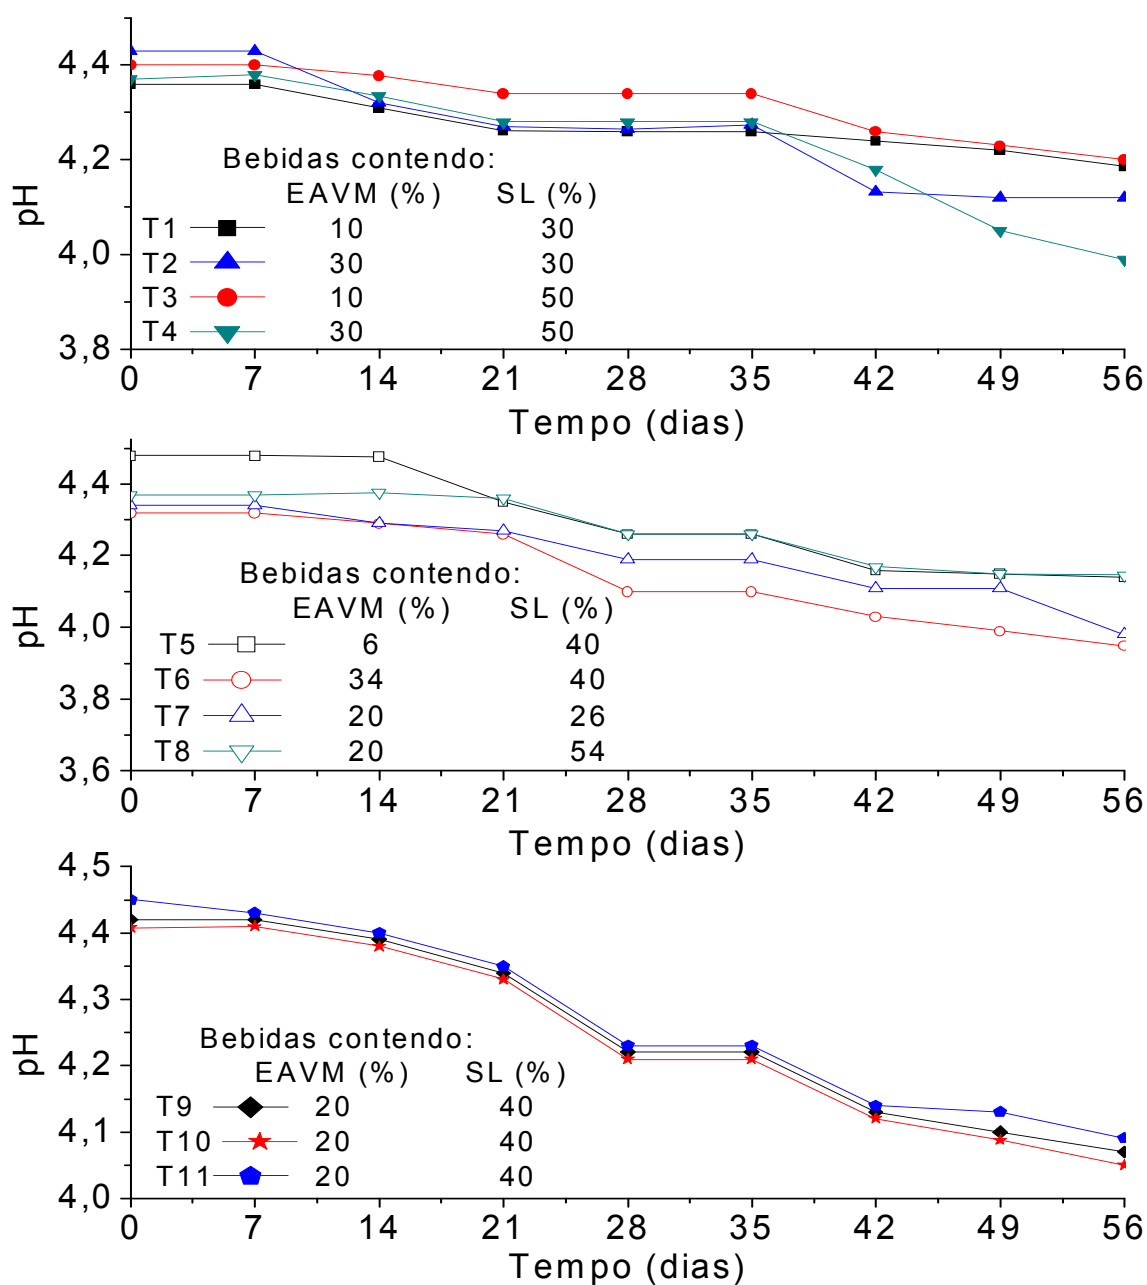 4,4
4,2
4,0
3,8
pH
Bebidas contendo:
EAVM (%) SL (%)
T1 10 30
T2 30 30
T3 10 50
T4 30 50
0 7 14 21 28 35 42 49 56
Tempo (dias)
4,4
4,2
4,0
3,8
3,6
pH
Bebidas contendo:
EAVM (%) SL (%)
T5 6 40
T6 34 40
T7 20 26
T8 20 54
0 7 14 21 28 35 42 49 56
Tempo (dias)
4,5
4,4
4,3
4,2
4,1
4,0
pH
Bebidas contendo:
EAVM (%) SL (%)
T9 20 40
T10 20 40
T11 20 40
0 7 14 21 28 35 42 49 56
Tempo (dias)